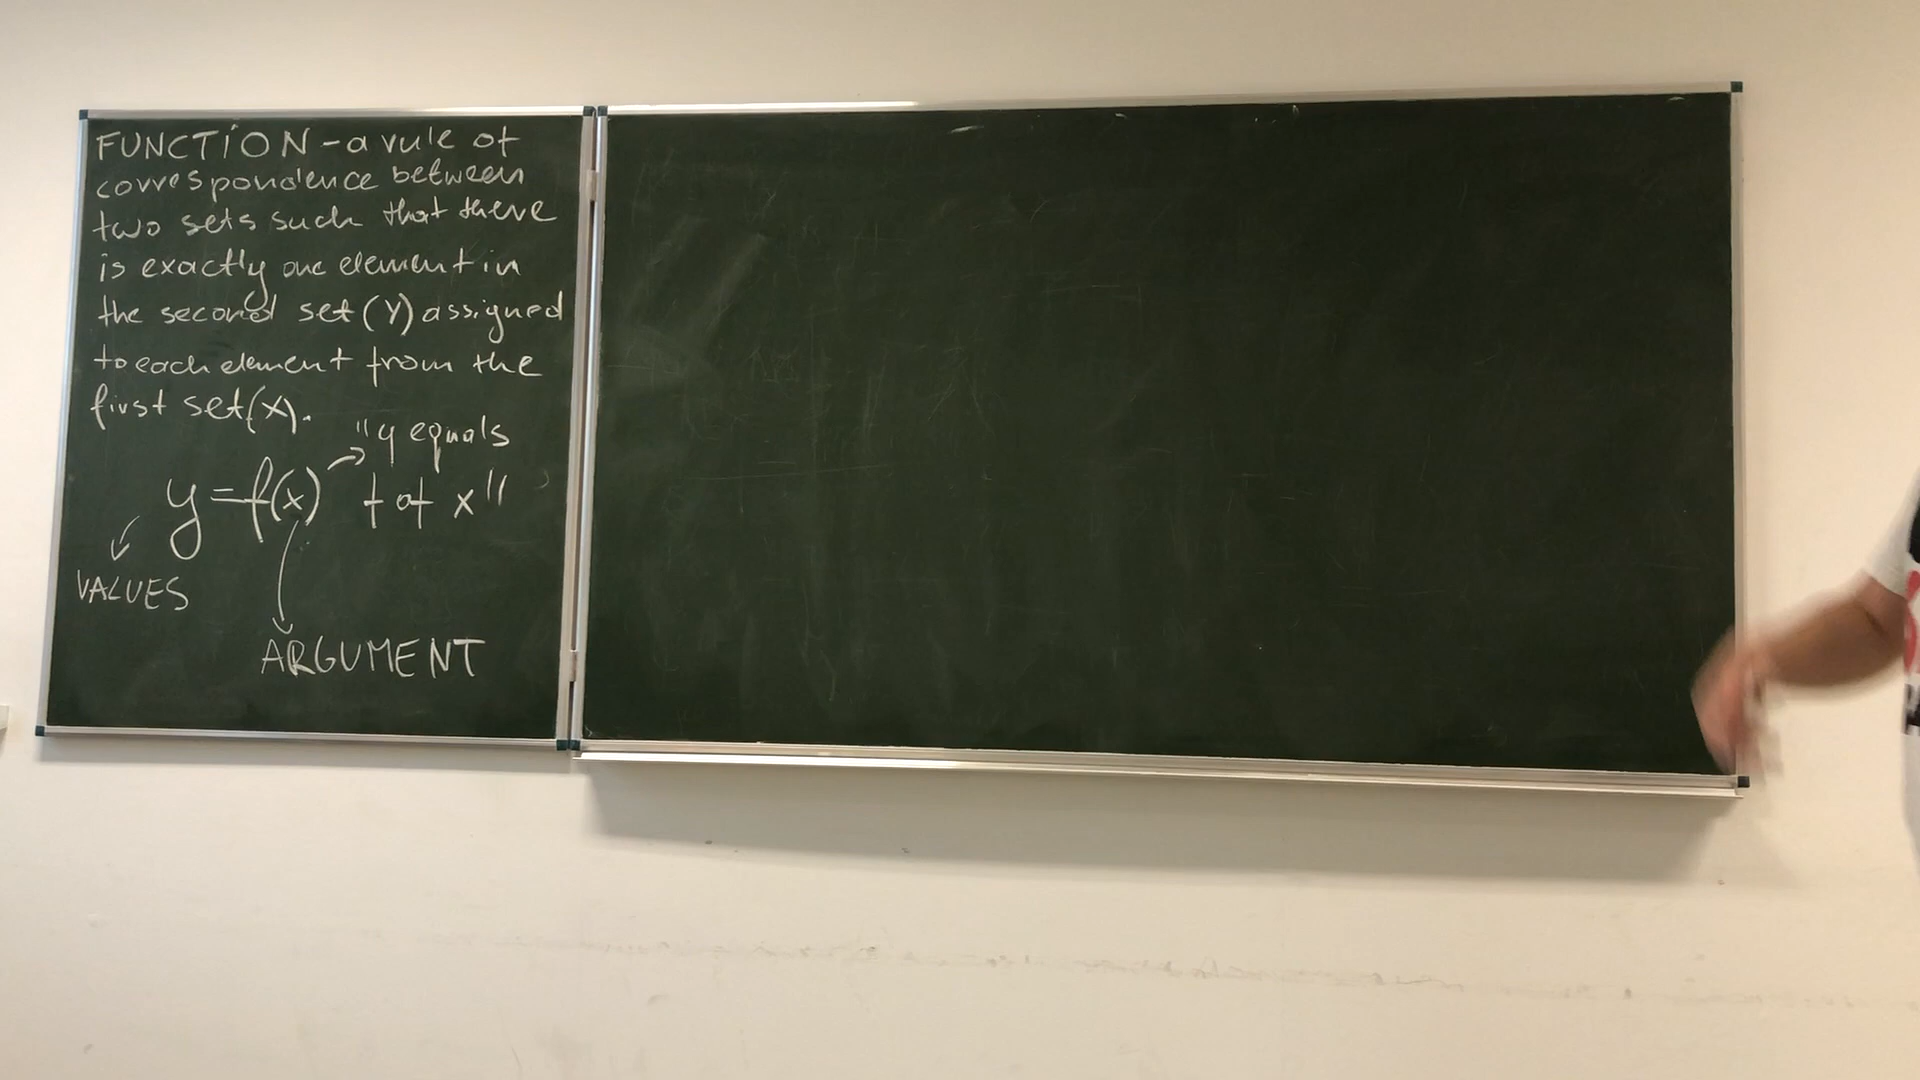 FUNCTION - a rule of
correspondence between
two sets such that there
is exactly one element in
the second set (Y) assigned
to each element from the
first set (X).
"y equals
y = f(x) f of x"
VALUES
ARGUMENT